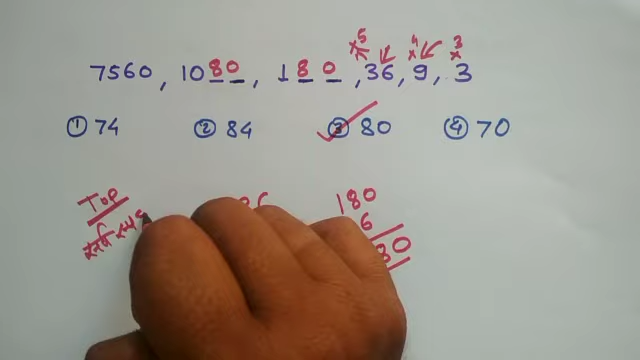 ×5 ×4 ×3
7560, 1080, 180, 36, 9, 3
① 74 ② 84 ③ 80 ④ 70
Top 180
6
80